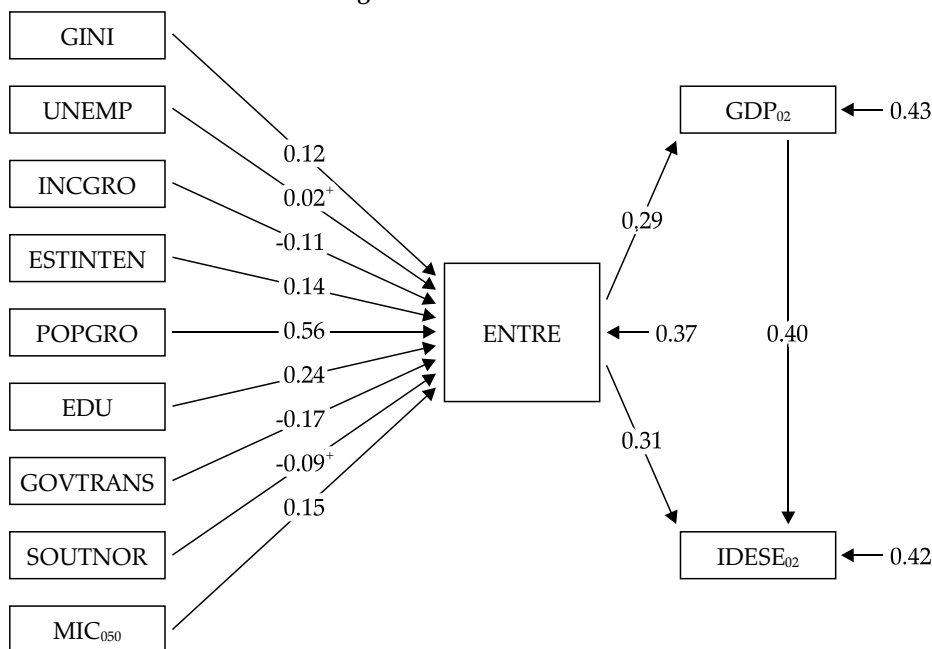 GINI
UNEMP
INCGRO
ESTINTEN
POPGRO
EDU
GOVTRANS
SOUTNOR
MIC₀₅₀
0.12
0.02⁺
-0.11
0.14
0.56
0.24
-0.17
-0.09⁺
0.15
ENTRE
0.37
0.29
0.31
GDP₀₂
0.43
0.40
IDESE₀₂
0.42